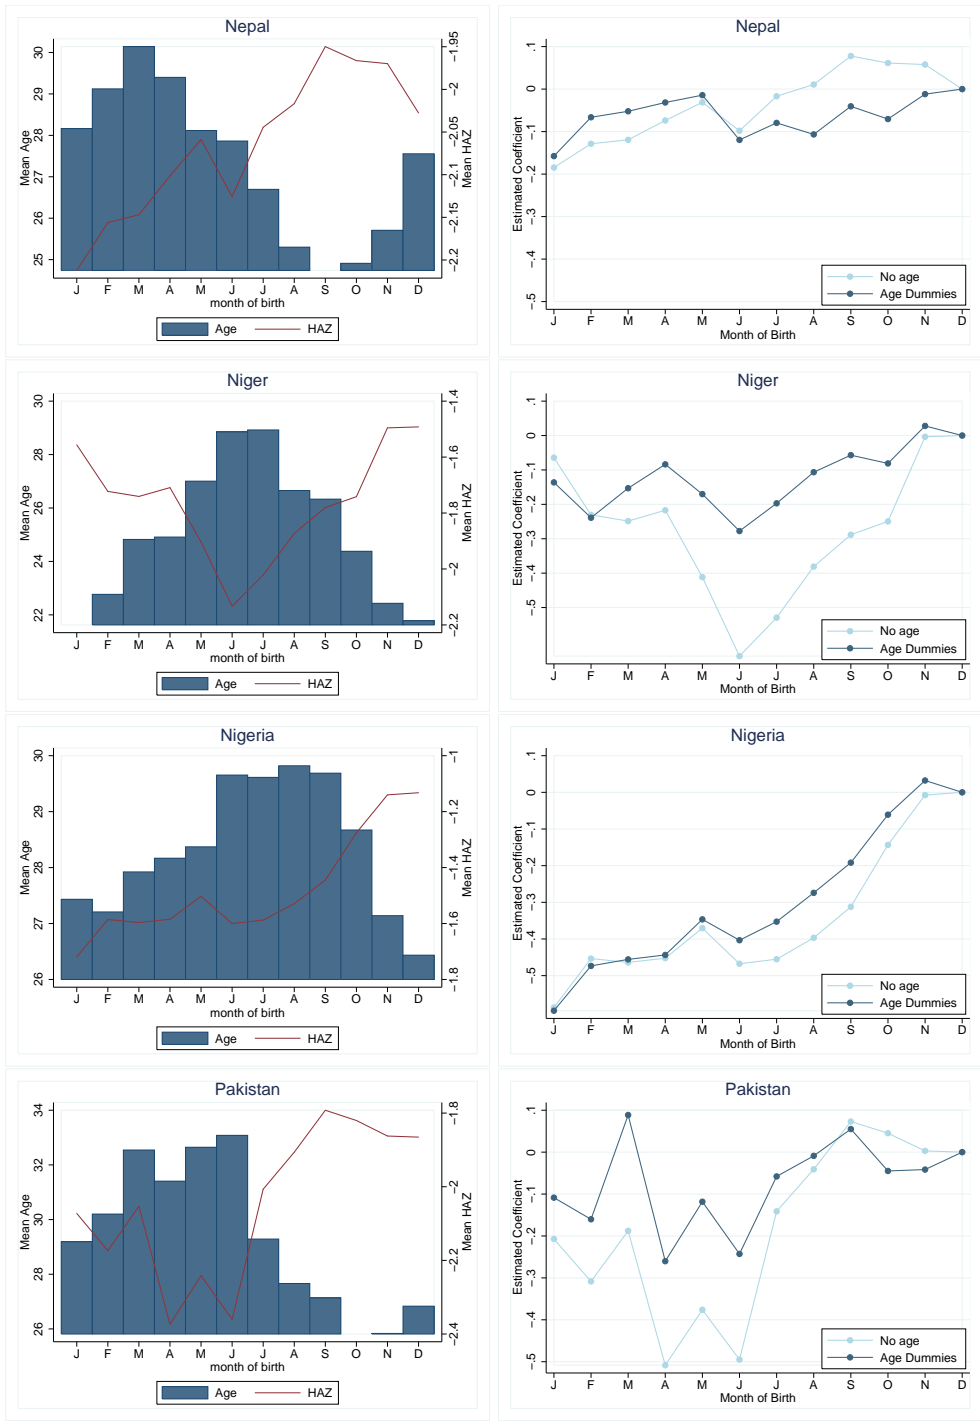 Nepal
Mean Age
30
29
28
27
26
25
−1.95
−2
−2.05
−2.1
−2.15
−2.2
Mean HAZ
J F M A M J J A S O N D
month of birth
Age HAZ
Nepal
Estimated Coefficient
.1
0
−.1
−.2
−.3
−.4
−.5
No age
Age Dummies
J F M A M J J A S O N D
Month of Birth
Niger
Mean Age
30
28
26
24
22
−1.4
−1.6
−1.8
−2
−2.2
Mean HAZ
J F M A M J J A S O N D
month of birth
Age HAZ
Niger
Estimated Coefficient
.1
0
−.1
−.2
−.3
−.4
−.5
No age
Age Dummies
J F M A M J J A S O N D
Month of Birth
Nigeria
Mean Age
30
29
28
27
26
−1
−1.2
−1.4
−1.6
−1.8
Mean HAZ
J F M A M J J A S O N D
month of birth
Age HAZ
Nigeria
Estimated Coefficient
.1
0
−.1
−.2
−.3
−.4
−.5
No age
Age Dummies
J F M A M J J A S O N D
Month of Birth
Pakistan
Mean Age
34
32
30
28
26
−1.8
−2
−2.2
−2.4
Mean HAZ
J F M A M J J A S O N D
month of birth
Age HAZ
Pakistan
Estimated Coefficient
.1
0
−.1
−.2
−.3
−.4
−.5
No age
Age Dummies
J F M A M J J A S O N D
Month of Birth